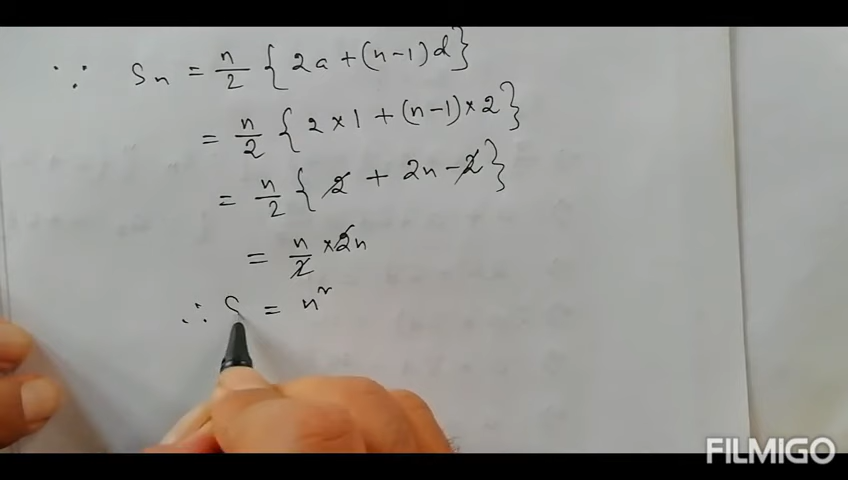 ∵ Sn = n/2 {2a + (n-1)d}
= n/2 {2×1 + (n-1)×2}
= n/2 {2 + 2n - 2}
= n/2 ×2n
∴ S = n²
FILMIGO